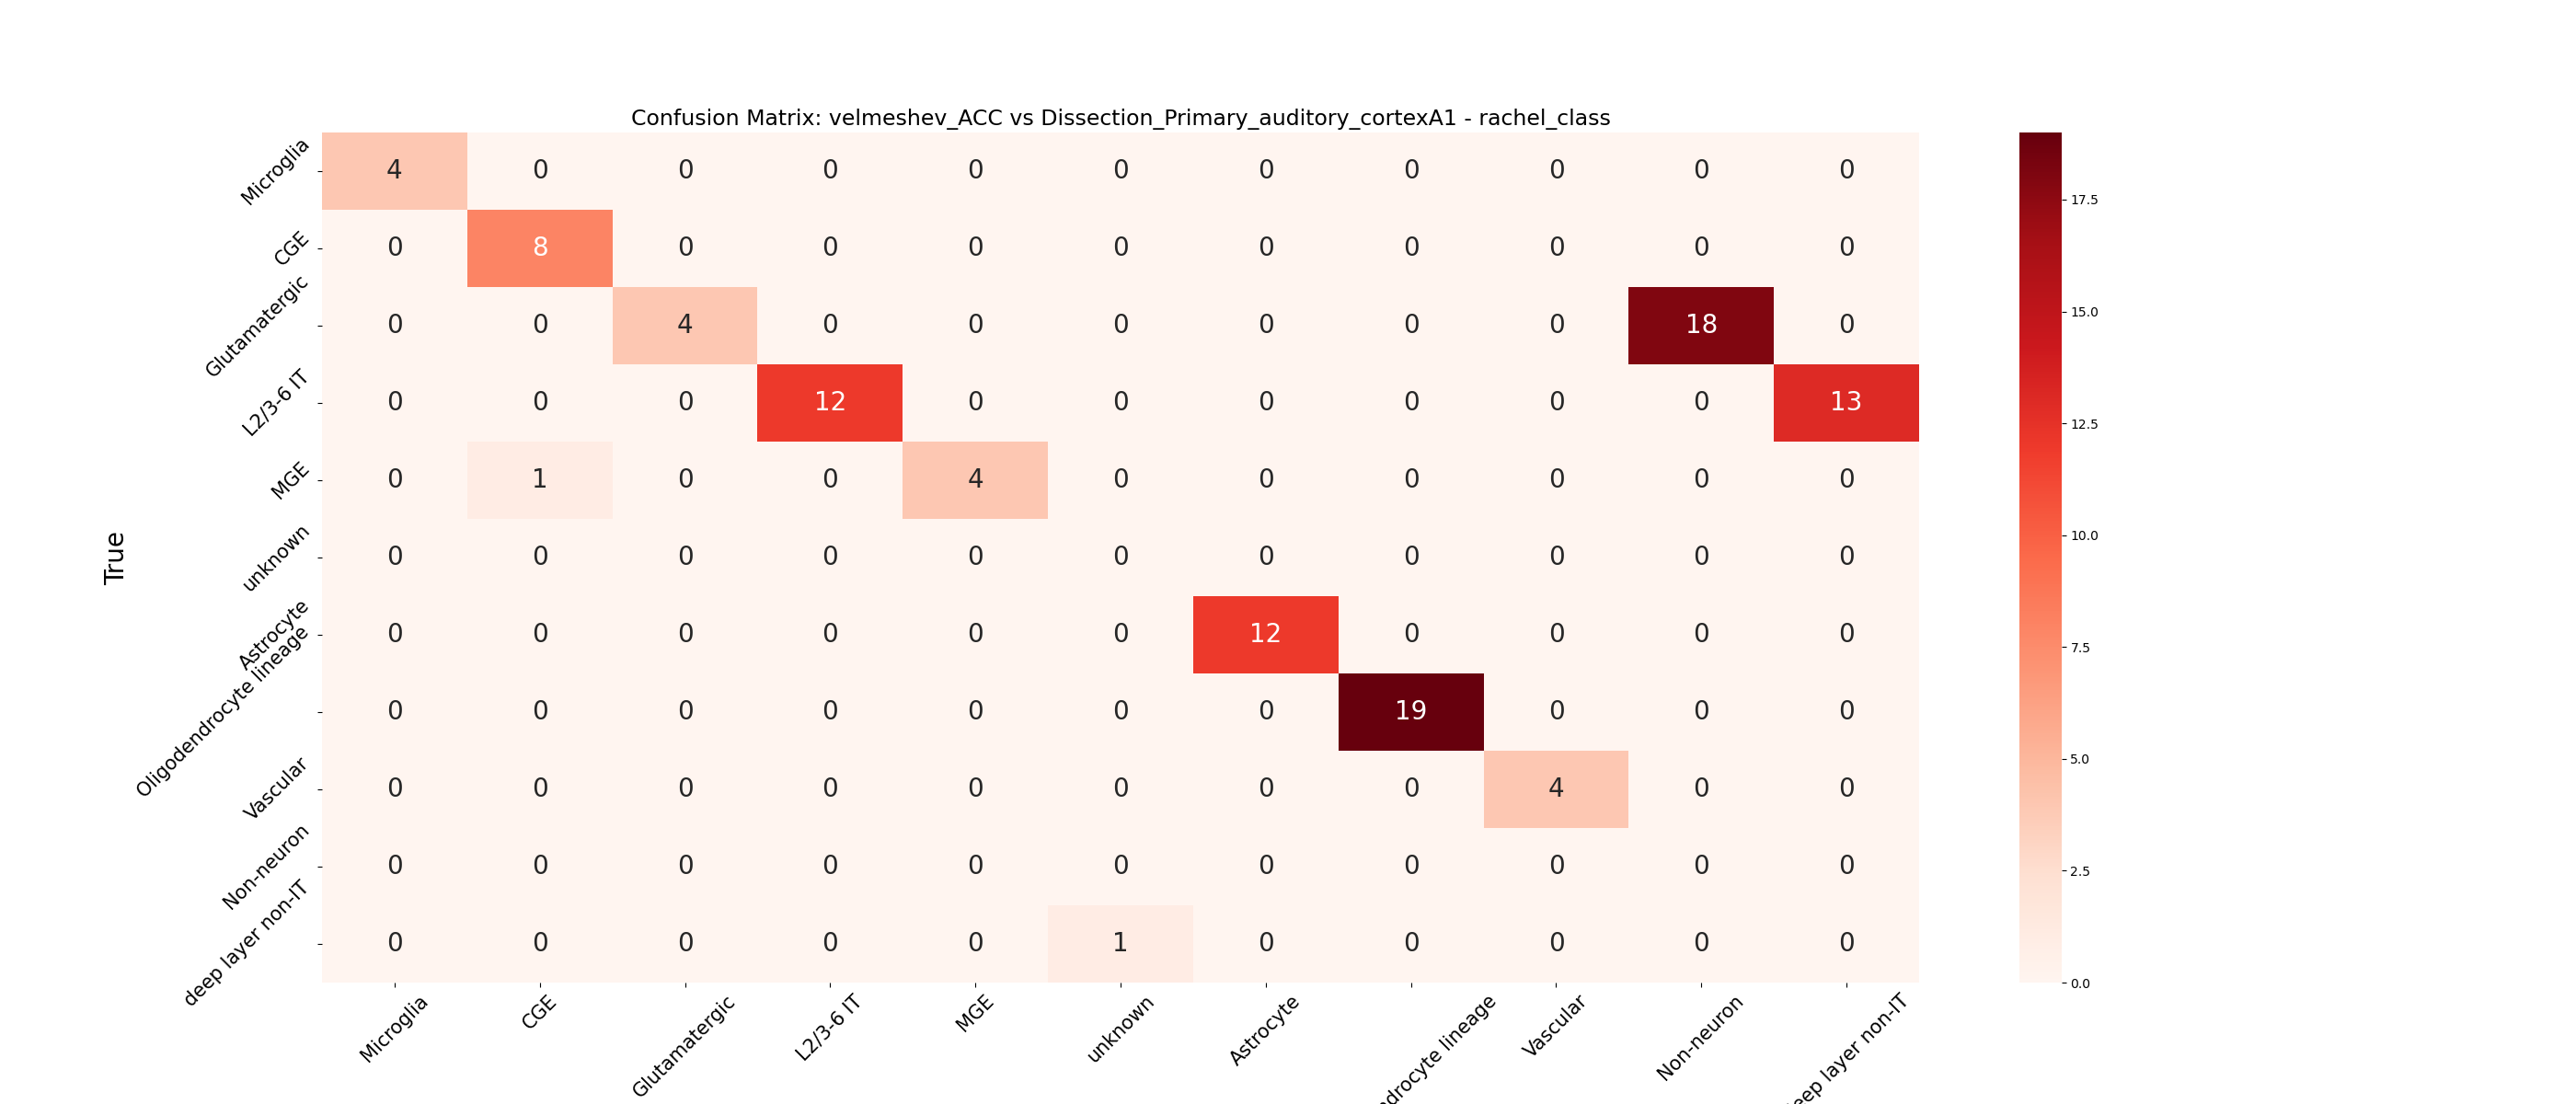 Confusion Matrix: velmeshev_ACC vs Dissection_Primary_auditory_cortexA1 - rachel_class
True
Microglia 4 0 0 0 0 0 0 0 0 0 0
CGE 0 8 0 0 0 0 0 0 0 0 0
Glutamatergic 0 0 4 0 0 0 0 0 0 18 0
L2/3-6 IT 0 0 0 12 0 0 0 0 0 0 13
MGE 0 1 0 0 4 0 0 0 0 0 0
unknown 0 0 0 0 0 0 0 0 0 0 0
Astrocyte 0 0 0 0 0 0 12 0 0 0 0
Oligodendrocyte lineage 0 0 0 0 0 0 0 19 0 0 0
Vascular 0 0 0 0 0 0 0 0 4 0 0
Non-neuron 0 0 0 0 0 0 0 0 0 0 0
deep layer non-IT 0 0 0 0 0 1 0 0 0 0 0
Microglia CGE Glutamatergic L2/3-6 IT MGE unknown Astrocyte lineage Vascular Non-neuron layer non-IT
17.5
15.0
12.5
10.0
7.5
5.0
2.5
0.0